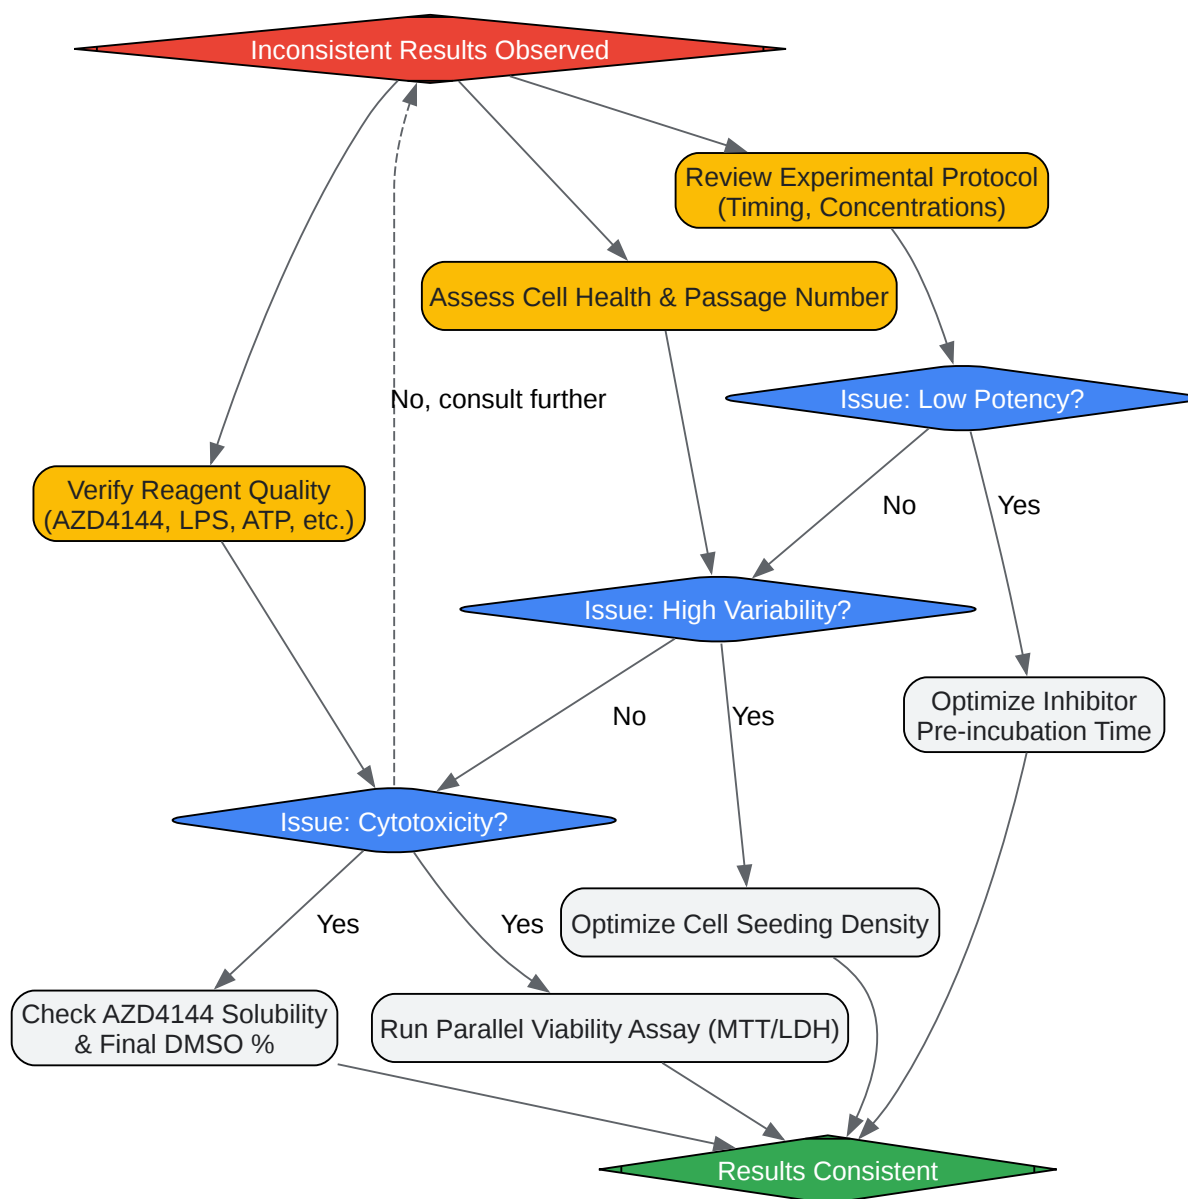 Inconsistent Results Observed
Review Experimental Protocol
(Timing, Concentrations)
Assess Cell Health & Passage Number
No, consult further
Issue: Low Potency?
Verify Reagent Quality
(AZD4144, LPS, ATP, etc.)
No
Yes
Issue: High Variability?
Optimize Inhibitor
Pre-incubation Time
No
Yes
Issue: Cytotoxicity?
Yes
Yes
Optimize Cell Seeding Density
Check AZD4144 Solubility
& Final DMSO %
Run Parallel Viability Assay (MTT/LDH)
Results Consistent